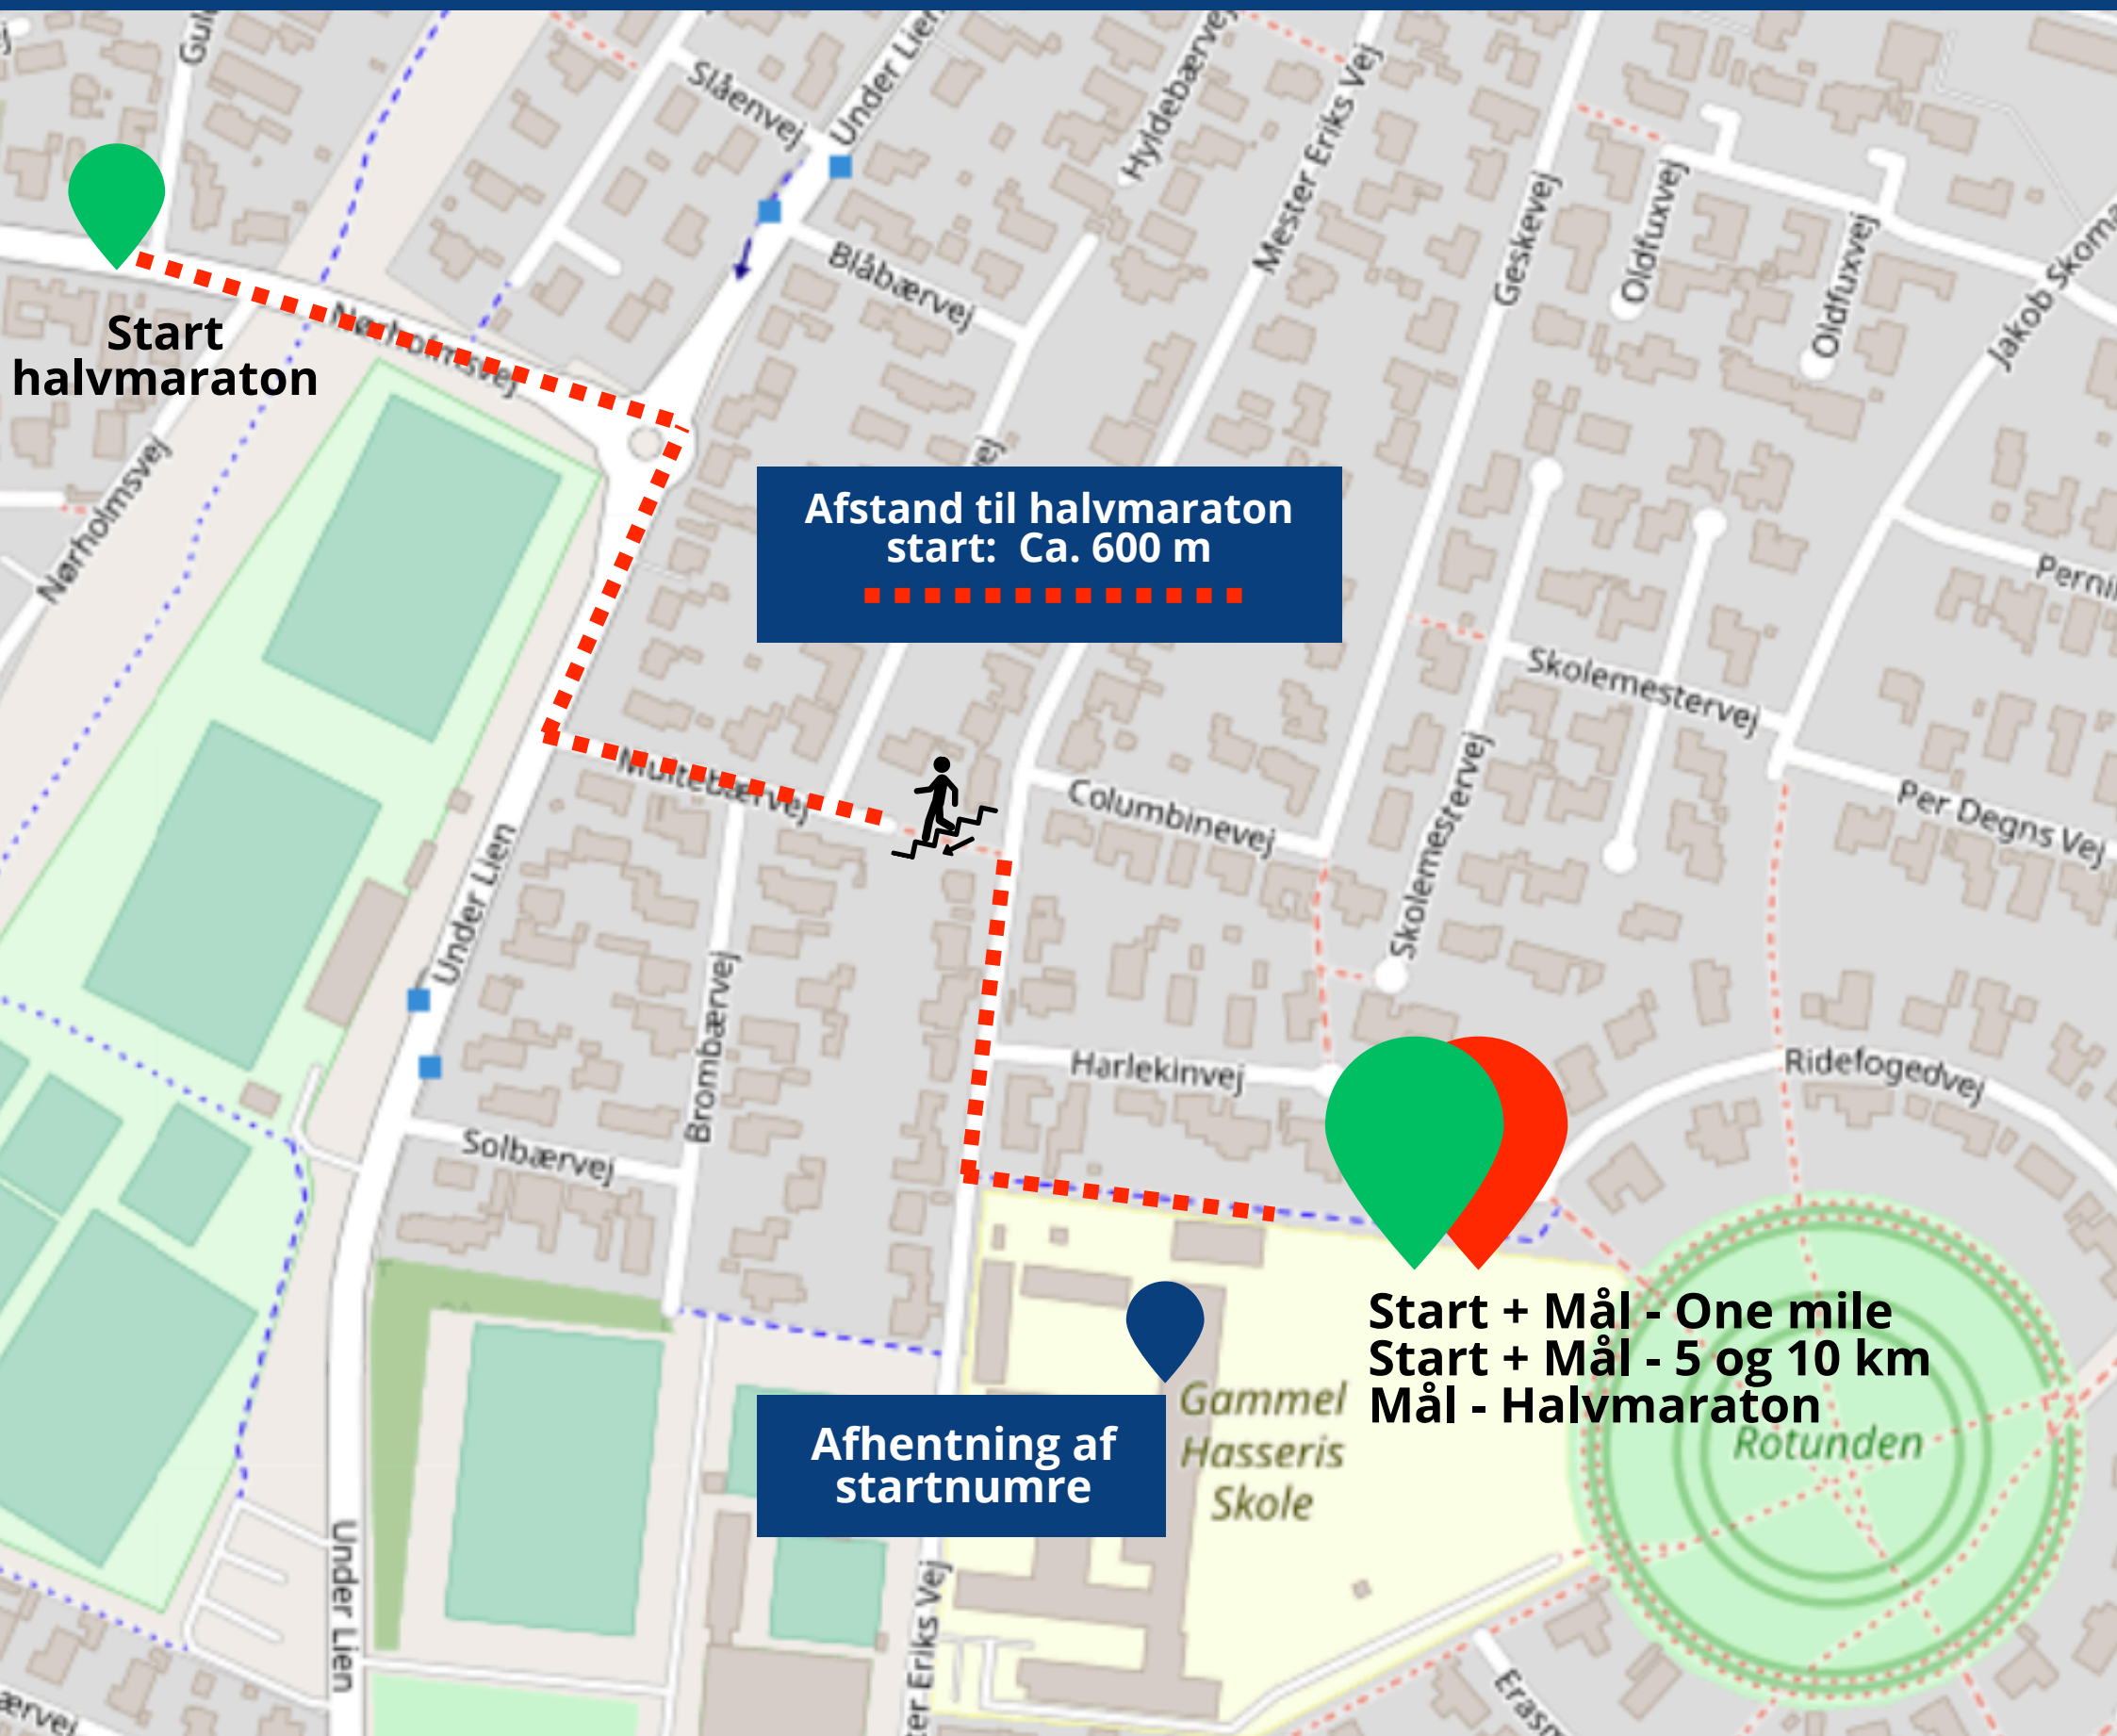 Slåenvej
Under Lien
Hyldebærvej
Mester Eriks Vej
Geskevej
Oldfuxvej
Oldfuxvej
Blåbærvej
Start
halvmaraton
Nørholmsvej
Nørholmsvej
Afstand til halvmaraton
start: Ca. 600 m
Skolemestervej
Multebærvej
Columbinevej
Skolemestervej
Per Degns Vej
Under Lien
Brombærvej
Harlekinvej
Ridefogedvej
Solbærvej
Start + Mål - One mile
Start + Mål - 5 og 10 km
Mål - Halvmaraton
Gammel
Hasseris
Skole
Rotunden
Afhentning af
startnumre
Under Lien
Eriks Vej